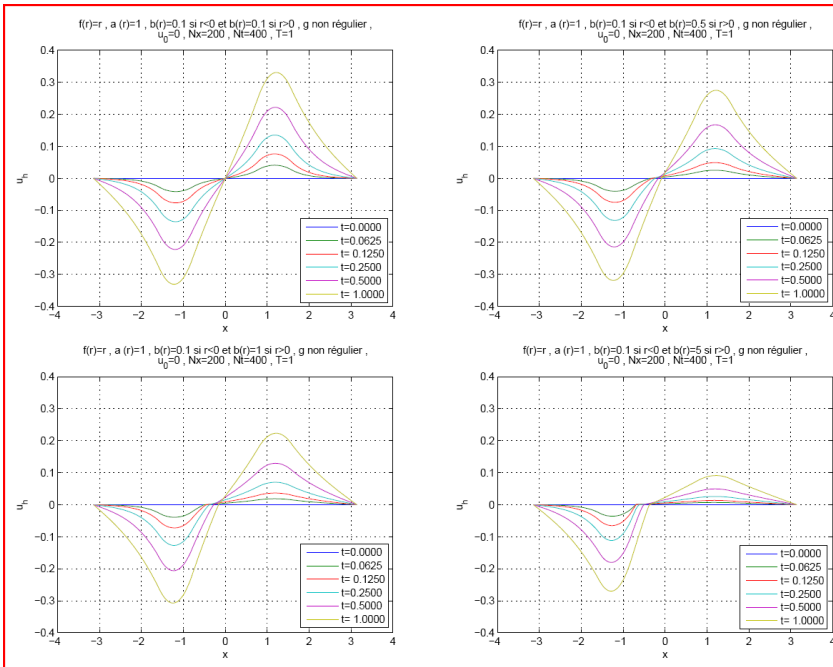 f(r)=r , a (r)=1 , b(r)=0.1 si r<0 et b(r)=0.1 si r>0 , g non régulier ,
u0=0 , Nx=200 , Nt=400 , T=1
0.4
0.3
0.2
0.1
0
−0.1
−0.2
−0.3
−0.4
u_h
−4 −3 −2 −1 0 1 2 3 4
x
t=0.0000
t=0.0625
t= 0.1250
t=0.2500
t=0.5000
t= 1.0000
f(r)=r , a (r)=1 , b(r)=0.1 si r<0 et b(r)=0.5 si r>0 , g non régulier ,
u0=0 , Nx=200 , Nt=400 , T=1
0.4
0.3
0.2
0.1
0
−0.1
−0.2
−0.3
−0.4
u_h
−4 −3 −2 −1 0 1 2 3 4
x
t=0.0000
t=0.0625
t= 0.1250
t=0.2500
t=0.5000
t= 1.0000
f(r)=r , a (r)=1 , b(r)=0.1 si r<0 et b(r)=1 si r>0 , g non régulier ,
u0=0 , Nx=200 , Nt=400 , T=1
0.4
0.3
0.2
0.1
0
−0.1
−0.2
−0.3
−0.4
u_h
−4 −3 −2 −1 0 1 2 3 4
x
t=0.0000
t=0.0625
t= 0.1250
t=0.2500
t=0.5000
t= 1.0000
f(r)=r , a (r)=1 , b(r)=0.1 si r<0 et b(r)=5 si r>0 , g non régulier ,
u0=0 , Nx=200 , Nt=400 , T=1
0.4
0.3
0.2
0.1
0
−0.1
−0.2
−0.3
−0.4
u_h
−4 −3 −2 −1 0 1 2 3 4
x
t=0.0000
t=0.0625
t= 0.1250
t=0.2500
t=0.5000
t= 1.0000